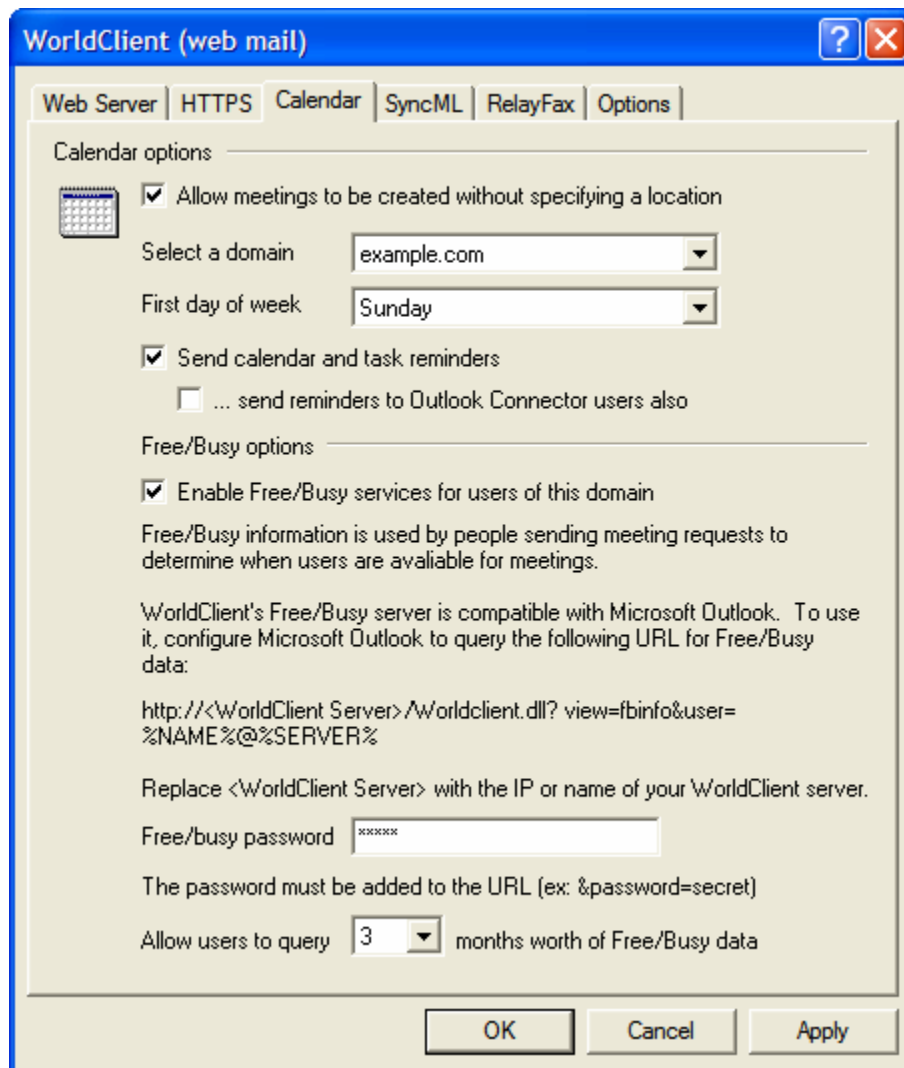 WorldClient (web mail)
Web Server HTTPS Calendar SyncML RelayFax Options
Calendar options
Allow meetings to be created without specifying a location
Select a domain example.com
First day of week Sunday
Send calendar and task reminders
... send reminders to Outlook Connector users also
Free/Busy options
Enable Free/Busy services for users of this domain
Free/Busy information is used by people sending meeting requests to
determine when users are avaliable for meetings.
WorldClient's Free/Busy server is compatible with Microsoft Outlook. To use
it, configure Microsoft Outlook to query the following URL for Free/Busy
data:
http://<WorldClient Server>/Worldclient.dll? view=fbinfo&user=
%NAME%@%SERVER%
Replace <WorldClient Server> with the IP or name of your WorldClient server.
Free/busy password *****
The password must be added to the URL (ex: &password=secret)
Allow users to query 3 months worth of Free/Busy data
OK Cancel Apply